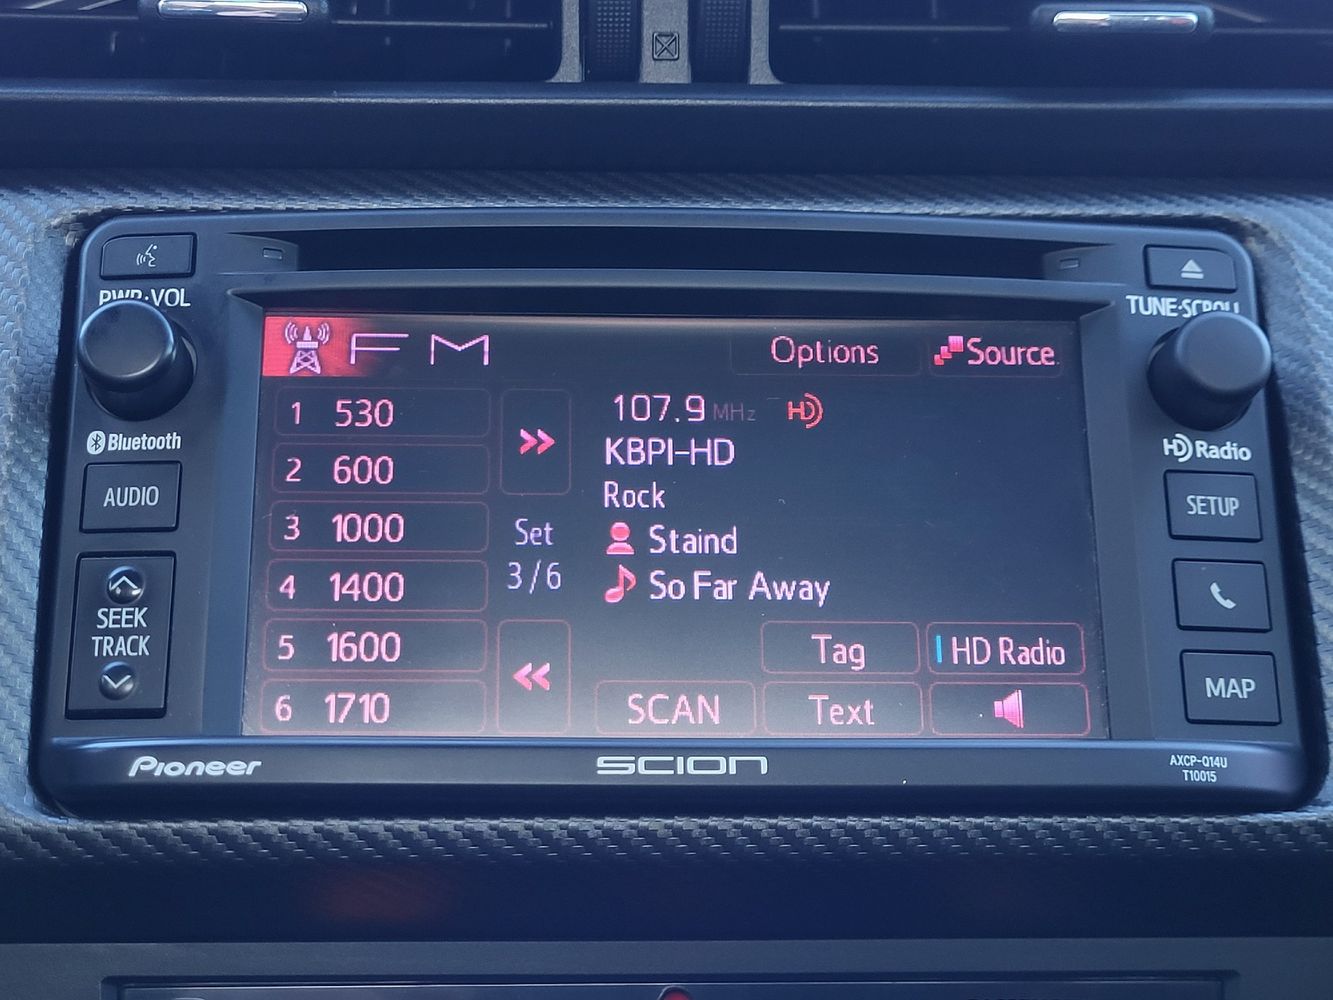 PWR·VOL
TUNE·SCROLL
FM
Options
Source
1 530
2 600
3 1000
4 1400
5 1600
6 1710
Set
3/6
107.9 MHz HD
KBPI-HD
Rock
Staind
So Far Away
Tag
HD Radio
SCAN
Text
Bluetooth
AUDIO
SEEK
TRACK
HD Radio
SETUP
MAP
Pioneer
SCION
AXCP-Q14U
T10015